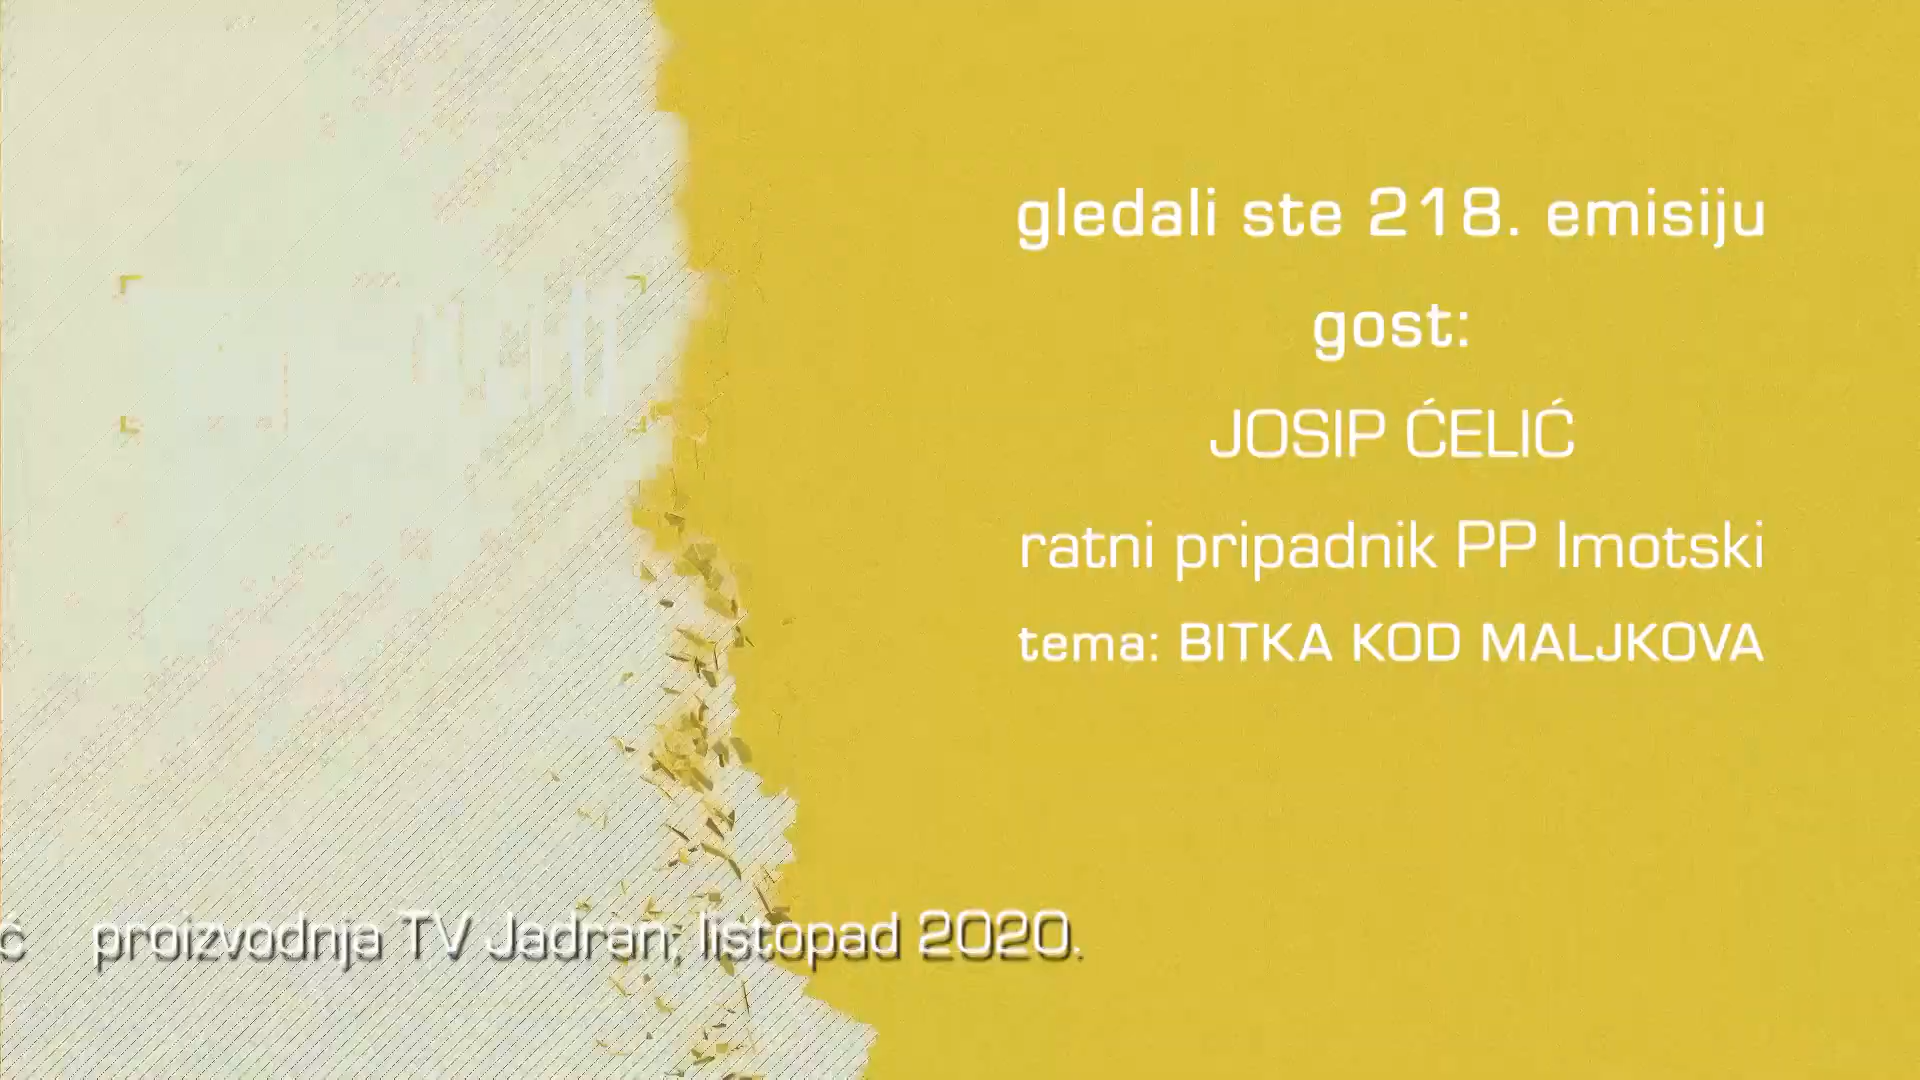 gledali ste 218. emisiju
gost:
JOSIP ĆELIĆ
ratni pripadnik PP Imotski
tema: BITKA KOD MALJKOVA
ć proizvodnja TV Jadran, listopad 2020.